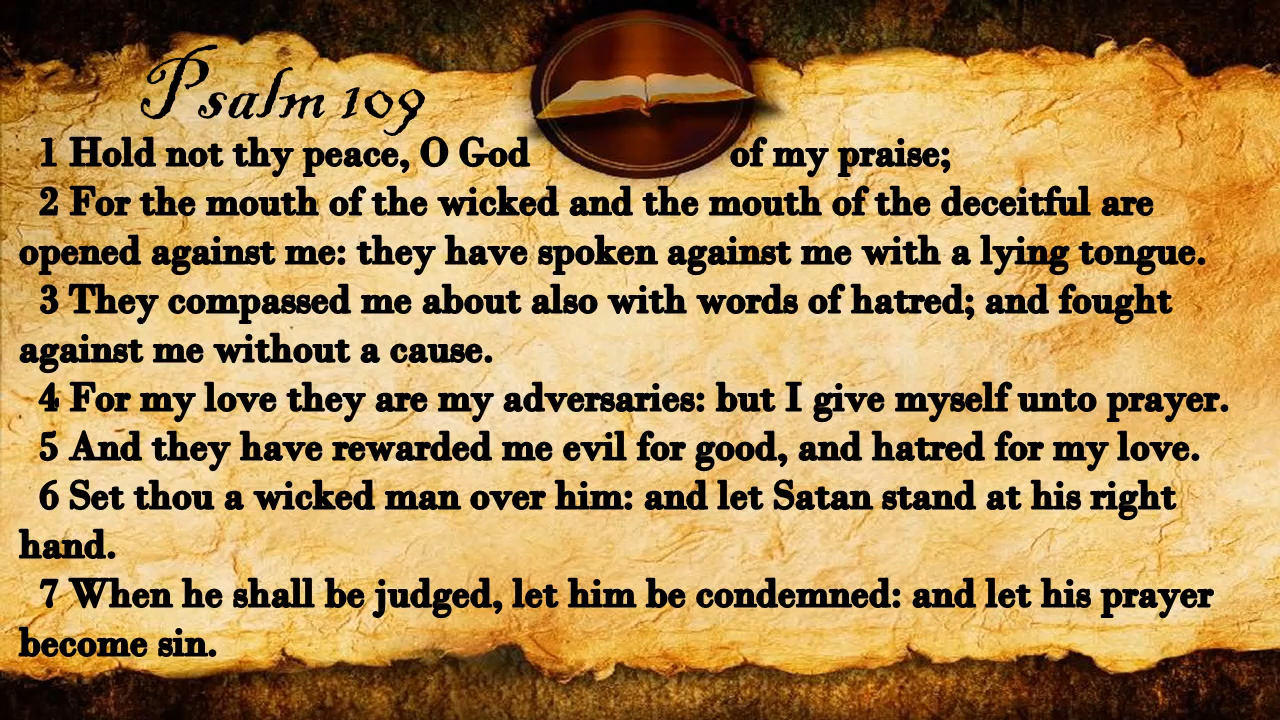 Psalm 109
1 Hold not thy peace, O God of my praise;
2 For the mouth of the wicked and the mouth of the deceitful are
opened against me: they have spoken against me with a lying tongue.
3 They compassed me about also with words of hatred; and fought
against me without a cause.
4 For my love they are my adversaries: but I give myself unto prayer.
5 And they have rewarded me evil for good, and hatred for my love.
6 Set thou a wicked man over him: and let Satan stand at his right
hand.
7 When he shall be judged, let him be condemned: and let his prayer
become sin.